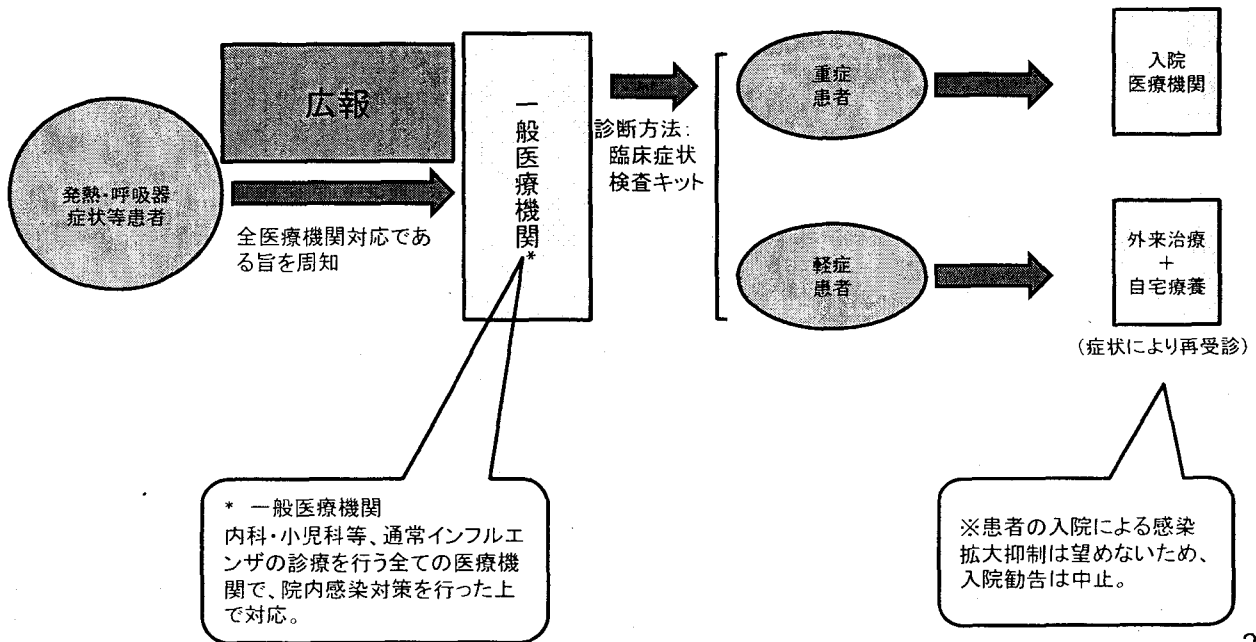 広報
発熱・呼吸器
症状等患者
全医療機関対応であ
る旨を周知
一般医療機関*
診断方法：
臨床症状
検査キット
重症
患者
入院
医療機関
軽症
患者
外来治療
+
自宅療養
(症状により再受診)
* 一般医療機関
内科・小児科等、通常インフルエ
ンザの診療を行う全ての医療機
関で、院内感染対策を行った上
で対応。
※患者の入院による感染
拡大抑制は望めないため、
入院勧告は中止。
2